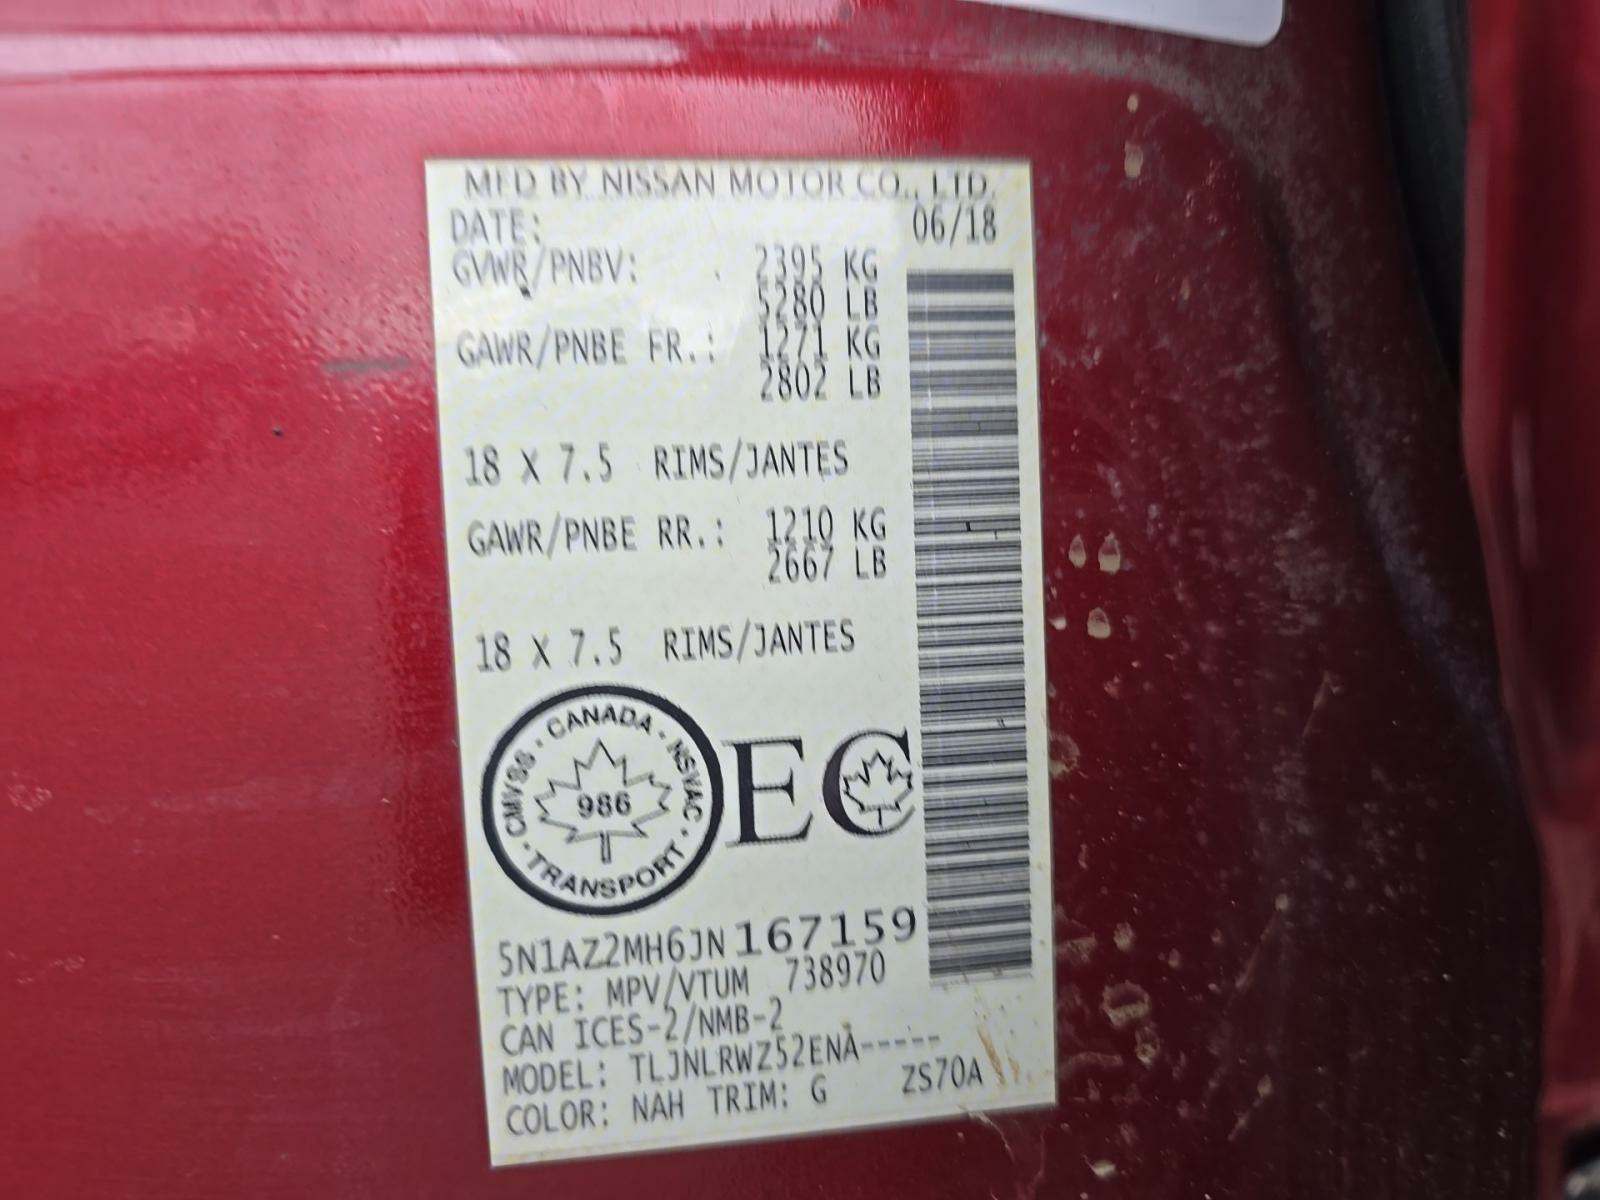 MFD BY NISSAN MOTOR CO., LTD.
DATE: 06/18
GVWR/PNBV: 2395 KG
5280 LB
GAWR/PNBE FR.: 1271 KG
2802 LB
18 X 7.5 RIMS/JANTES
GAWR/PNBE RR.: 1210 KG
2667 LB
18 X 7.5 RIMS/JANTES
CMVSS · CANADA · NSVAC · TRANSPORT ·
986
EC
5N1AZ2MH6JN167159
TYPE: MPV/VTUM 738970
CAN ICES-2/NMB-2
MODEL: TLJNLRWZ52ENA-----
COLOR: NAH TRIM: G ZS70A